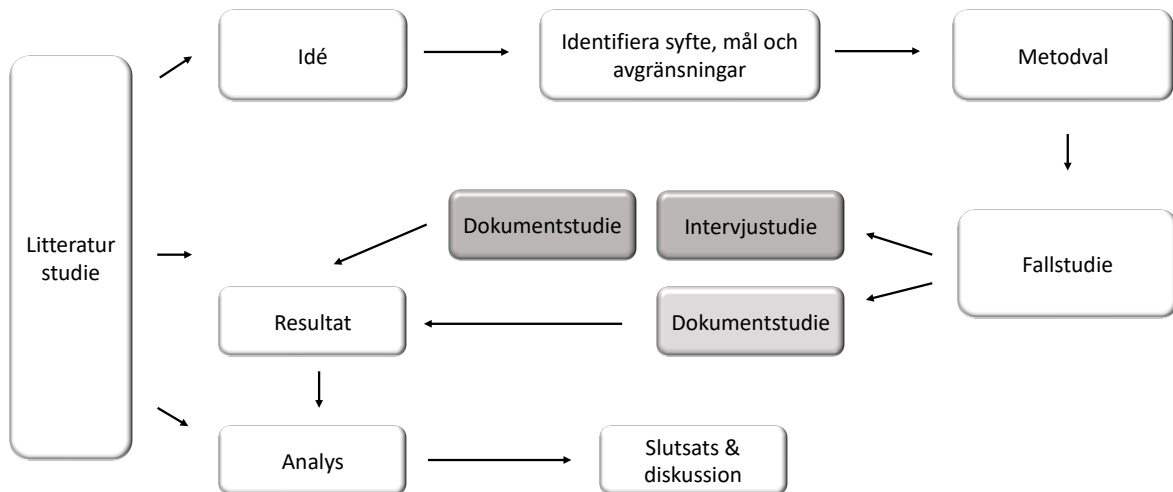 Idé
Identifiera syfte, mål och
avgränsningar
Metodval
Litteratur
studie
Dokumentstudie
Intervjustudie
Fallstudie
Resultat
Dokumentstudie
Analys
Slutsats &
diskussion